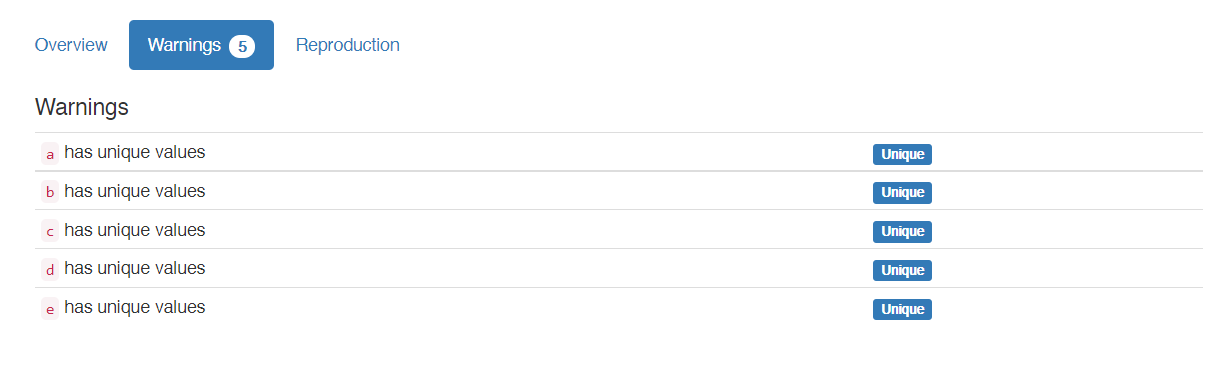 Overview Warnings 5 Reproduction
Warnings
a has unique values Unique
b has unique values Unique
c has unique values Unique
d has unique values Unique
e has unique values Unique